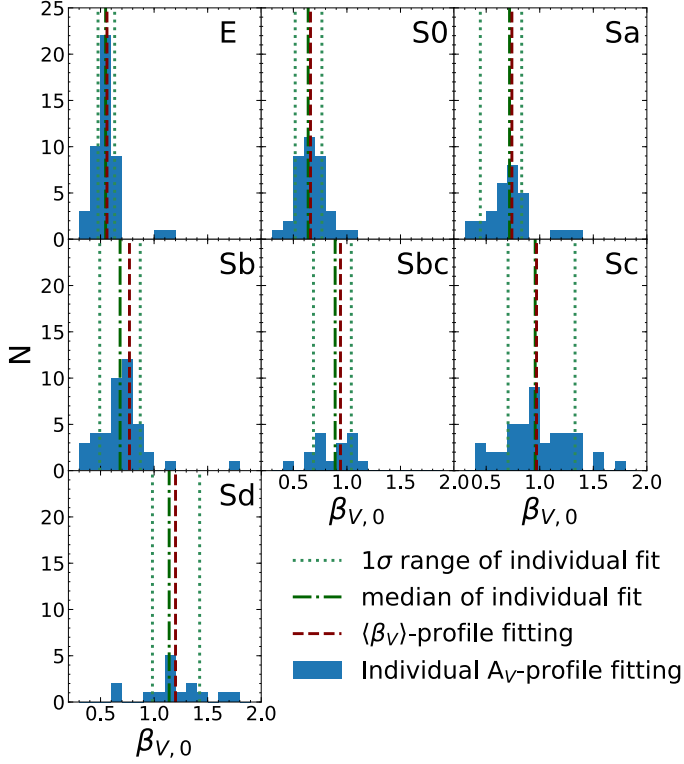 E S0 Sa
25
20
15
10
5
0
Sb Sbc Sc
N
20
15
10
5
0
0.5 1.0 1.5 2.0 0.5 1.0 1.5 2.0
β_{V,0} β_{V,0}
Sd
20
15
10
5
0
0.5 1.0 1.5 2.0
β_{V,0}
1σ range of individual fit
median of individual fit
⟨β_V⟩-profile fitting
Individual A_V-profile fitting